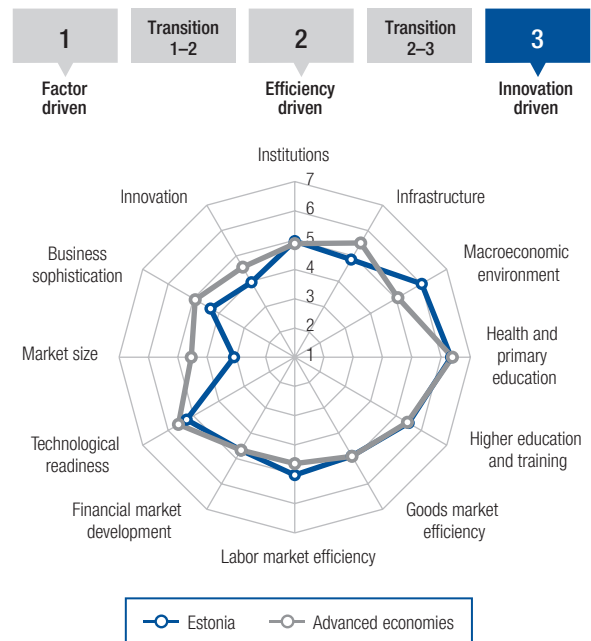 1
Transition
1–2
2
Transition
2–3
3
Factor
driven
Efficiency
driven
Innovation
driven
Institutions
Infrastructure
Macroeconomic
environment
Health and
primary
education
Higher education
and training
Goods market
efficiency
Labor market efficiency
Financial market
development
Technological
readiness
Market size
Business
sophistication
Innovation
7
6
5
4
3
2
1
Estonia
Advanced economies